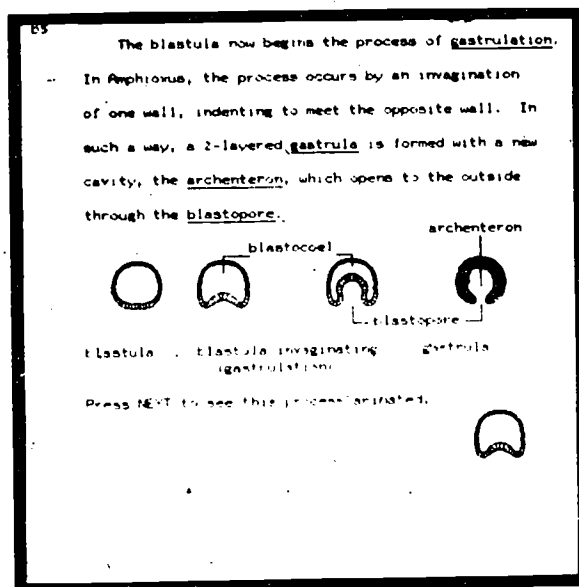 B5
The blastula now begins the process of gastrulation.
In Amphioxus, the process occurs by an invagination
of one wall, indenting to meet the opposite wall. In
such a way, a 2-layered gastrula is formed with a new
cavity, the archenteron, which opens to the outside
through the blastopore.
archenteron
blastocoel
blastopore
blastula blastula invaginating gastrula
(gastrulation)
Press NEXT to see this process animated.